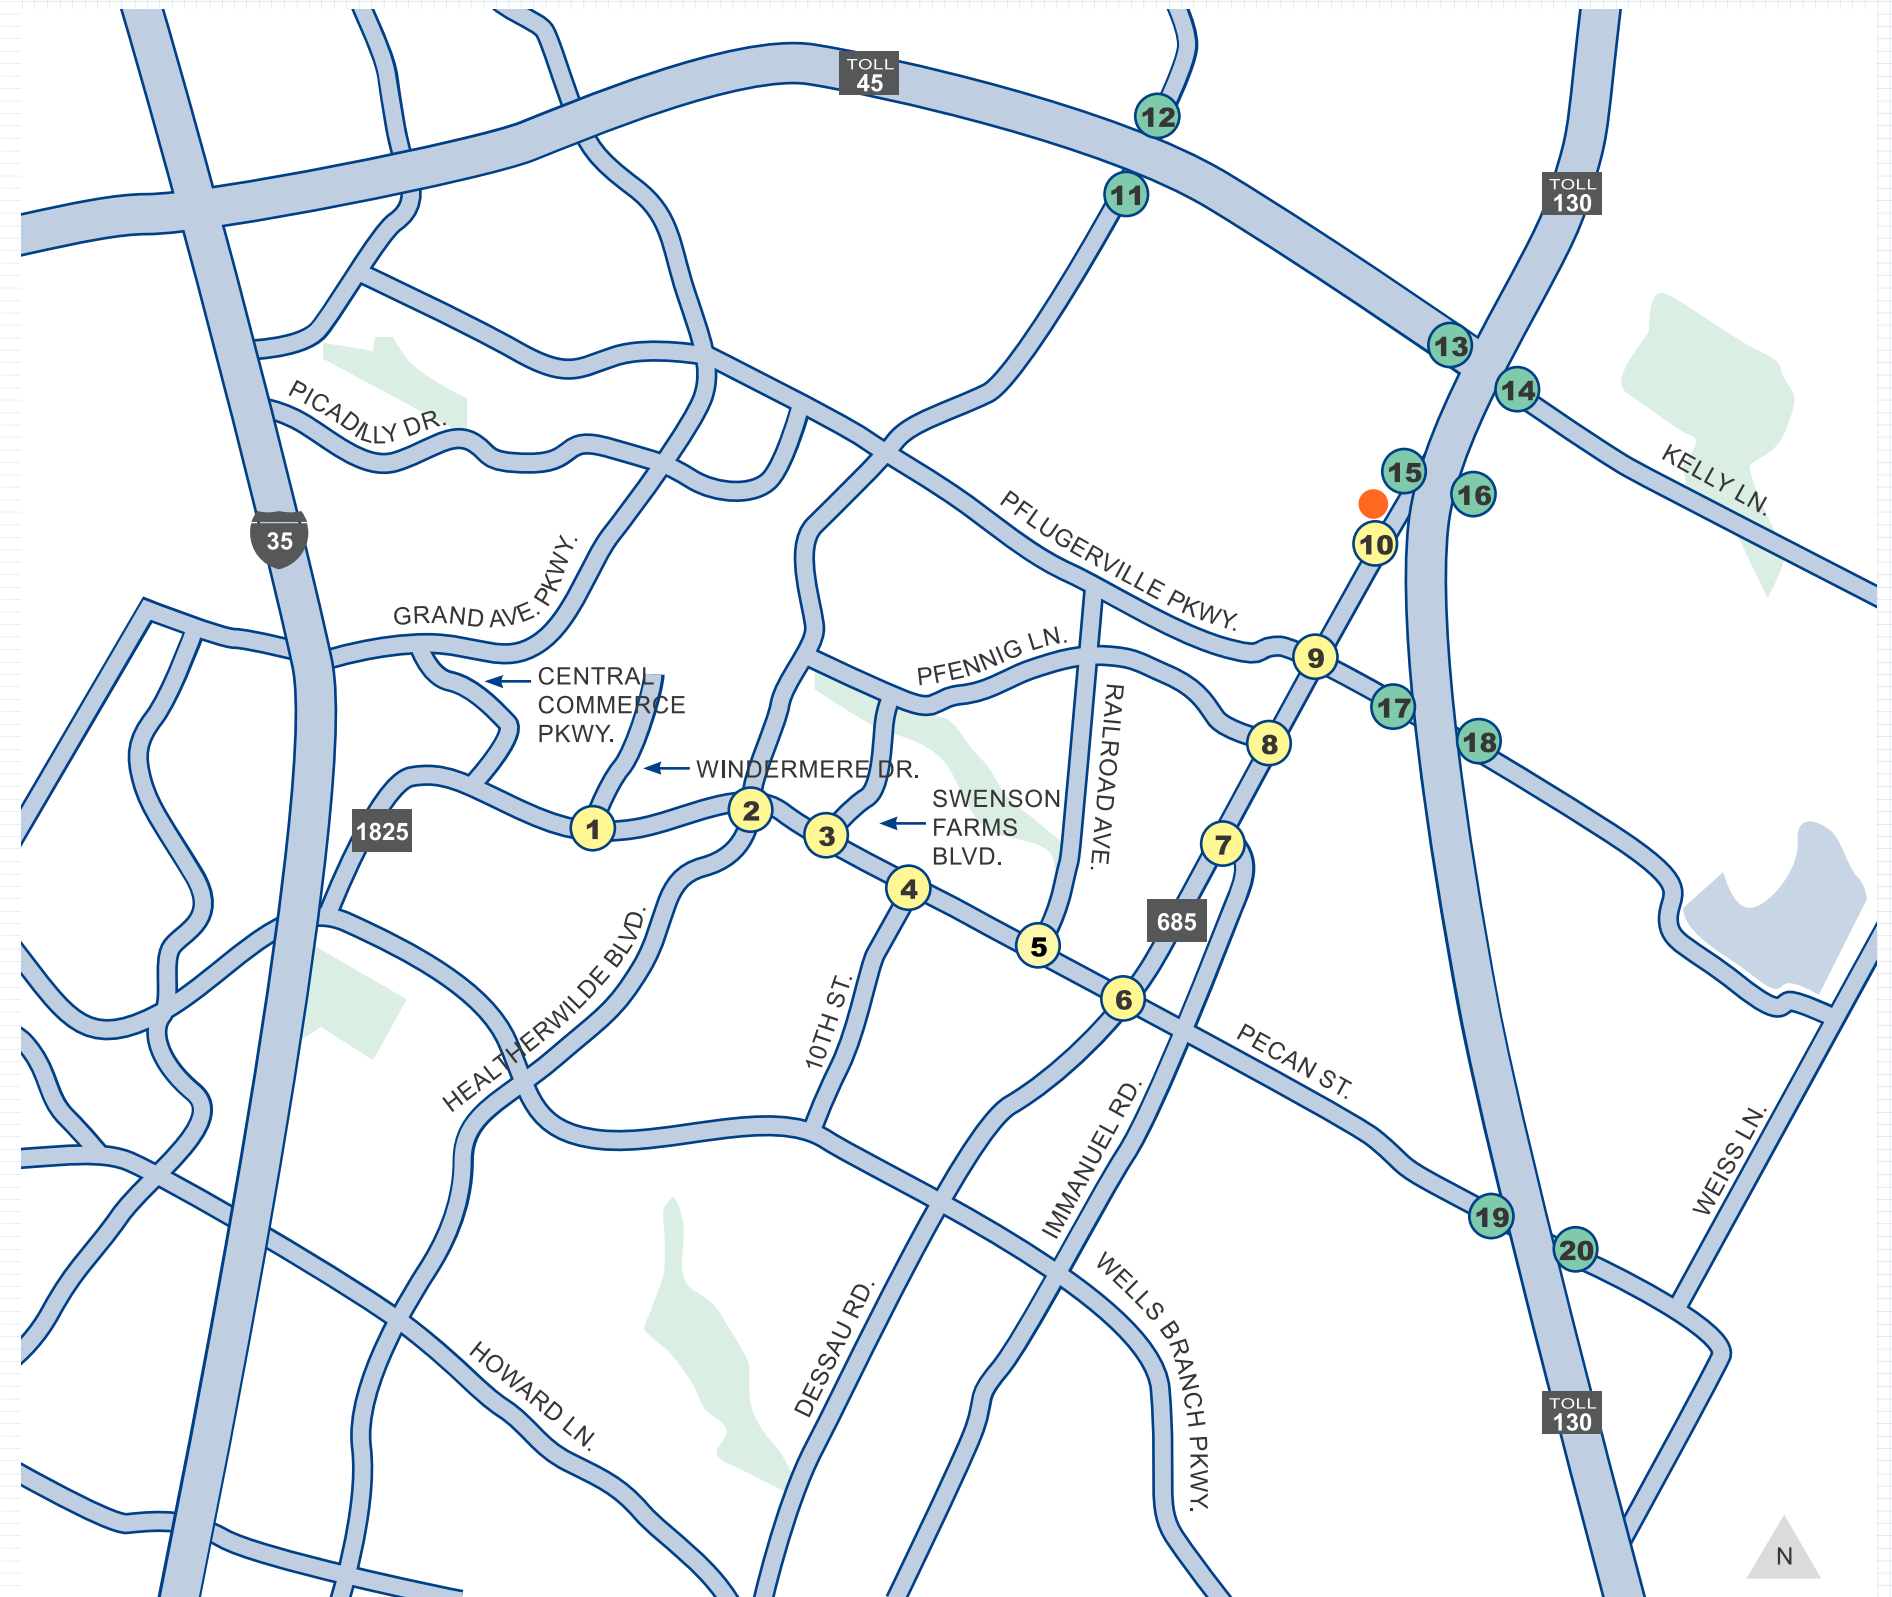 TOLL
45
12
11
TOLL
130
13
14
PICADILLY DR.
KELLY LN.
15
16
10
35
PFLUGERVILLE PKWY.
GRAND AVE. PKWY.
PFENNIG LN.
9
CENTRAL
COMMERCE
PKWY.
17
18
8
RAILROAD AVE.
WINDERMERE DR.
SWENSON
FARMS
BLVD.
1825
1
2
3
7
4
685
5
6
HEALTHERWILDE BLVD.
10TH ST.
PECAN ST.
IMMANUEL RD.
WEISS LN.
19
20
WELLS BRANCH PKWY.
DESSAU RD.
HOWARD LN.
TOLL
130
N